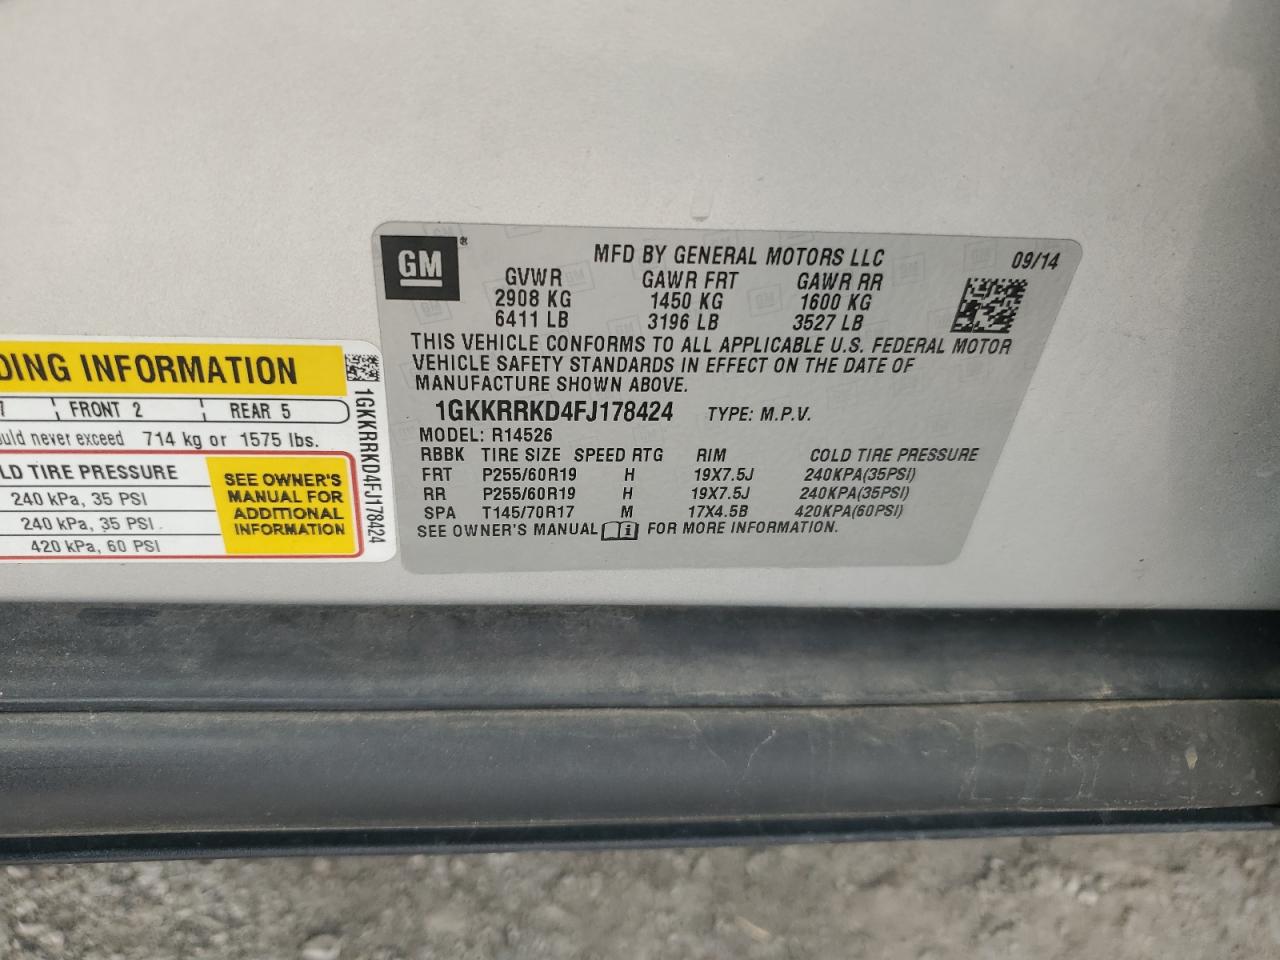 GM®
MFD BY GENERAL MOTORS LLC 09/14
GVWR GAWR FRT GAWR RR
2908 KG 1450 KG 1600 KG
6411 LB 3196 LB 3527 LB
THIS VEHICLE CONFORMS TO ALL APPLICABLE U.S. FEDERAL MOTOR
VEHICLE SAFETY STANDARDS IN EFFECT ON THE DATE OF
MANUFACTURE SHOWN ABOVE.
1GKKRRKD4FJ178424 TYPE: M.P.V.
MODEL: R14526
RBBK TIRE SIZE SPEED RTG RIM COLD TIRE PRESSURE
FRT P255/60R19 H 19X7.5J 240KPA(35PSI)
RR P255/60R19 H 19X7.5J 240KPA(35PSI)
SPA T145/70R17 M 17X4.5B 420KPA(60PSI)
SEE OWNER'S MANUAL FOR MORE INFORMATION.
DING INFORMATION
7 FRONT 2 REAR 5
uld never exceed 714 kg or 1575 lbs.
LD TIRE PRESSURE
240 kPa, 35 PSI
240 kPa, 35 PSI
420 kPa, 60 PSI
SEE OWNER'S
MANUAL FOR
ADDITIONAL
INFORMATION
1GKKRRKD4FJ178424